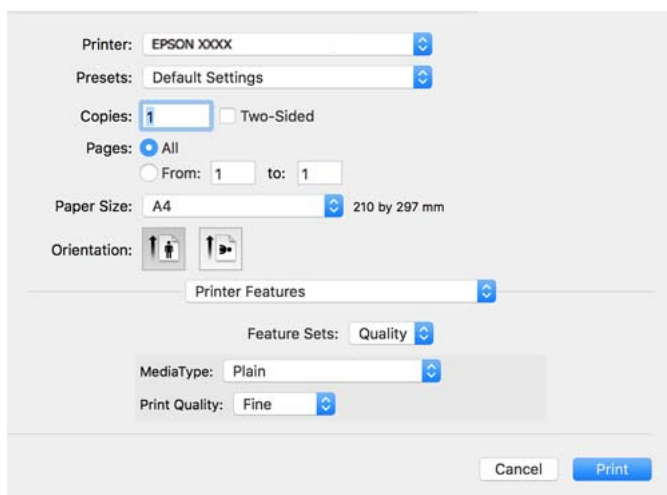 Printer: EPSON XXXX
Presets: Default Settings
Copies: 1 Two-Sided
Pages: All
From: 1 to: 1
Paper Size: A4 210 by 297 mm
Orientation:
Printer Features
Feature Sets: Quality
MediaType: Plain
Print Quality: Fine
Cancel Print